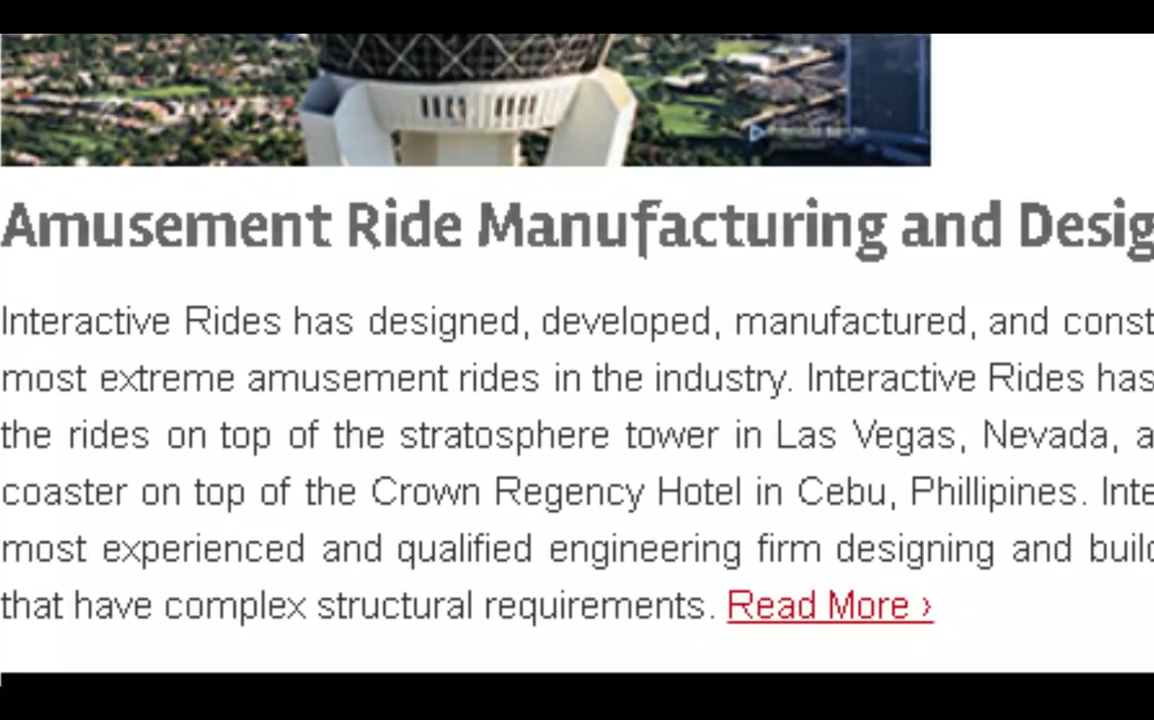 Amusement Ride Manufacturing and Desig
Interactive Rides has designed, developed, manufactured, and const
most extreme amusement rides in the industry. Interactive Rides has
the rides on top of the stratosphere tower in Las Vegas, Nevada, a
coaster on top of the Crown Regency Hotel in Cebu, Phillipines. Inte
most experienced and qualified engineering firm designing and build
that have complex structural requirements. Read More ›